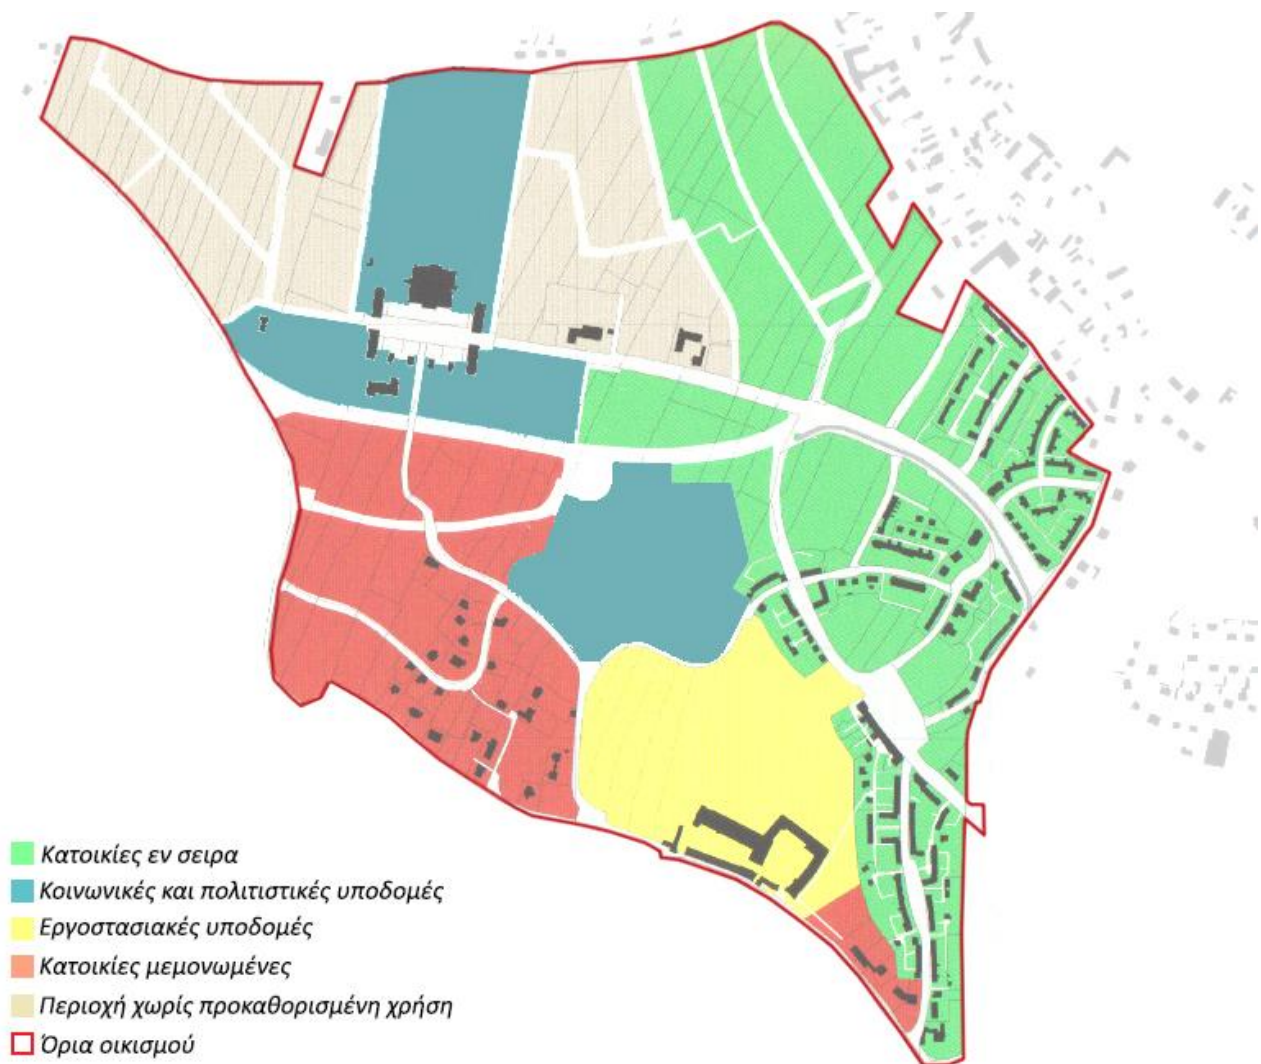 Κατοικίες εν σειρα
Κοινωνικές και πολιτιστικές υποδομές
Εργοστασιακές υποδομές
Κατοικίες μεμονωμένες
Περιοχή χωρίς προκαθορισμένη χρήση
Όρια οικισμού